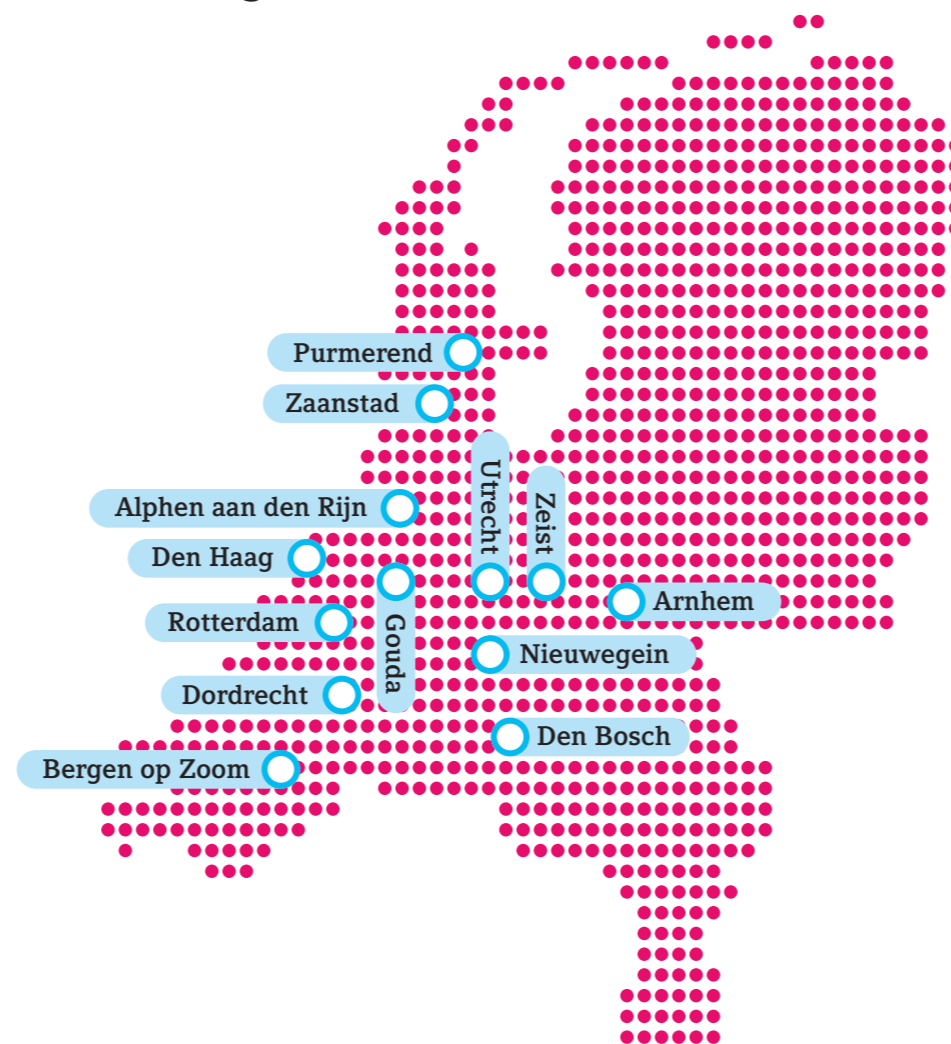 Purmerend
Zaanstad
Utrecht
Zeist
Alphen aan den Rijn
Den Haag
Arnhem
Rotterdam
Gouda
Nieuwegein
Dordrecht
Den Bosch
Bergen op Zoom